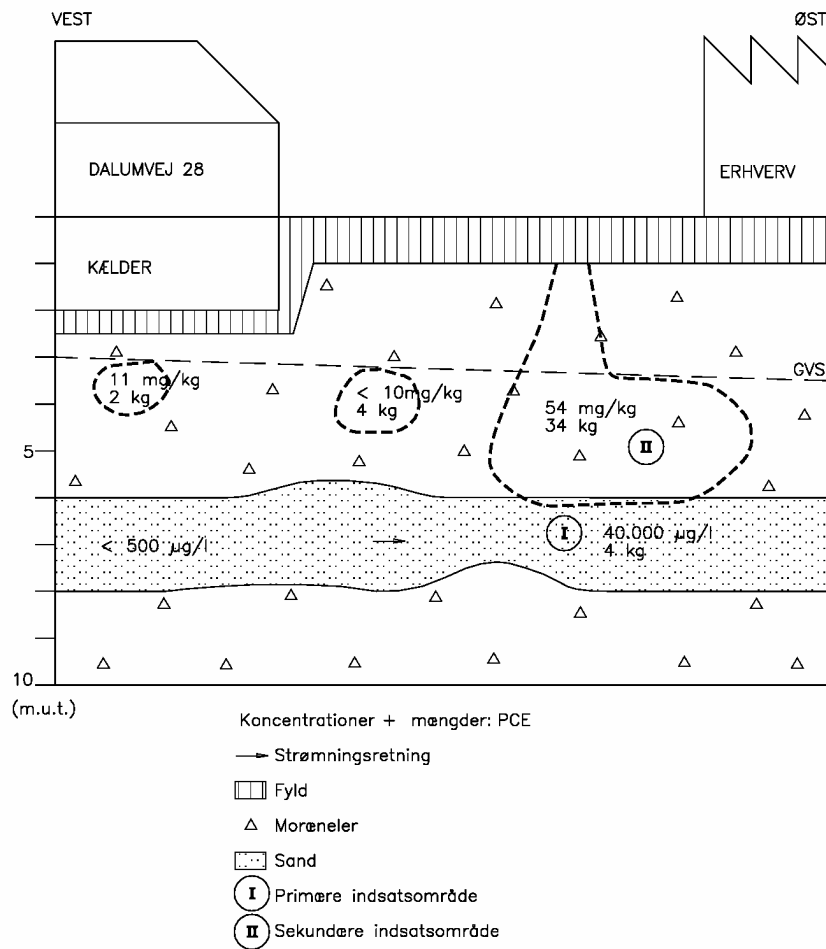 VEST
ØST
DALUMVEJ 28
ERHVERV
KÆLDER
GVS
11 mg/kg
2 kg
< 10mg/kg
4 kg
54 mg/kg
34 kg
II
5
< 500 µg/l
I
40.000 µg/l
4 kg
10
(m.u.t.)
Koncentrationer + mængder: PCE
Strømningsretning
Fyld
Moræneler
Sand
I Primære indsatsområde
II Sekundære indsatsområde